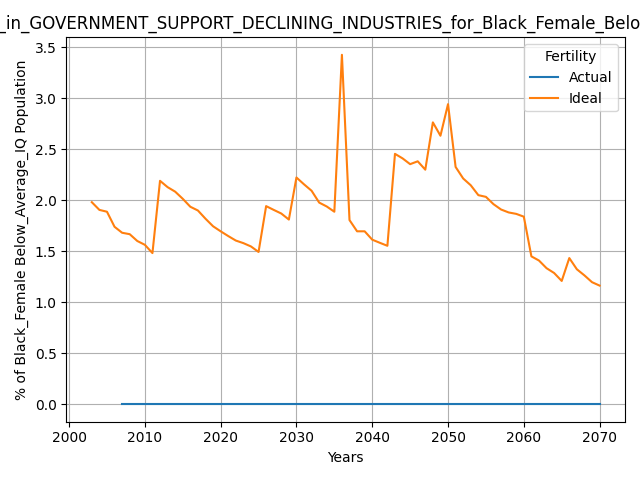 _in_GOVERNMENT_SUPPORT_DECLINING_INDUSTRIES_for_Black_Female_Belo
Fertility
Actual
Ideal
% of Black_Female Below_Average_IQ Population
3.5
3.0
2.5
2.0
1.5
1.0
0.5
0.0
2000 2010 2020 2030 2040 2050 2060 2070
Years